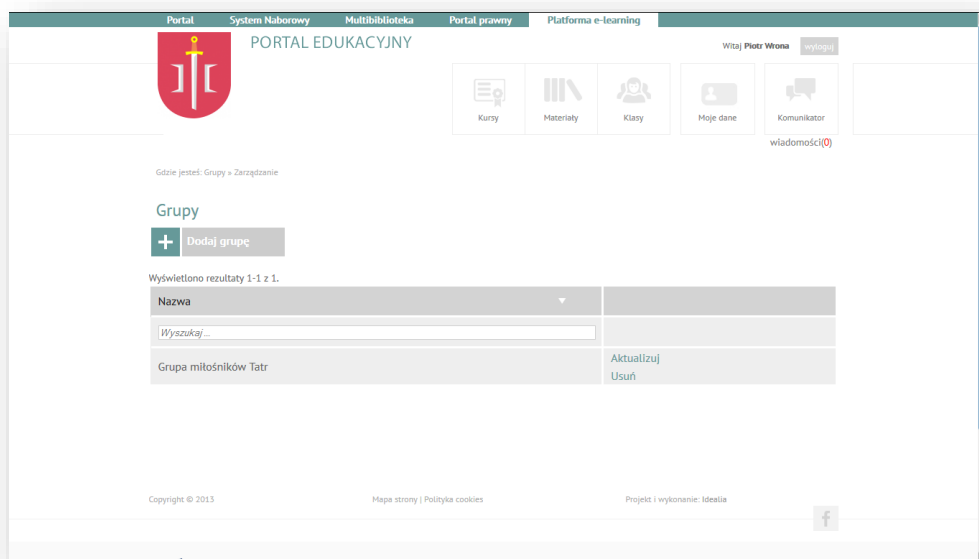 Portal System Naborowy Multibiblioteka Portal prawny Platforma e-learning
PORTAL EDUKACYJNY
Witaj Piotr Wrona wyloguj
Kursy Materiały Klasy Moje dane Komunikator
wiadomości(0)
Gdzie jesteś: Grupy » Zarządzanie
Grupy
+ Dodaj grupę
Wyświetlono rezultaty 1-1 z 1.
Nazwa
Wyszukaj...
Grupa miłośników Tatr
Aktualizuj
Usuń
Copyright © 2013 Mapa strony | Polityka cookies Projekt i wykonanie: Idealia
f